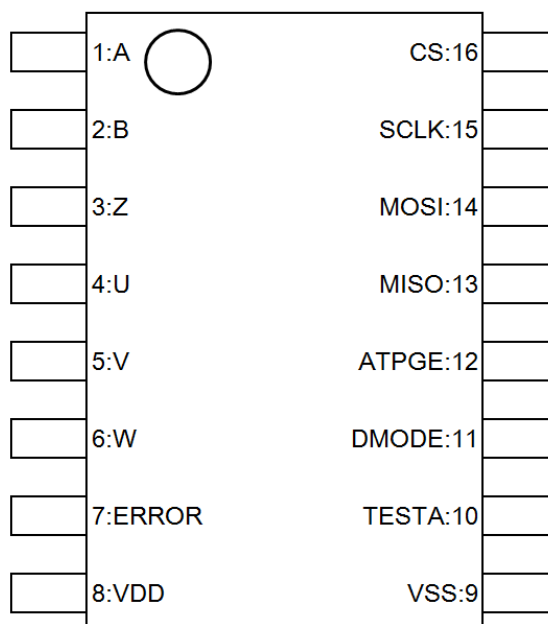 1:A
CS:16
2:B
SCLK:15
3:Z
MOSI:14
4:U
MISO:13
5:V
ATPGE:12
6:W
DMODE:11
7:ERROR
TESTA:10
8:VDD
VSS:9